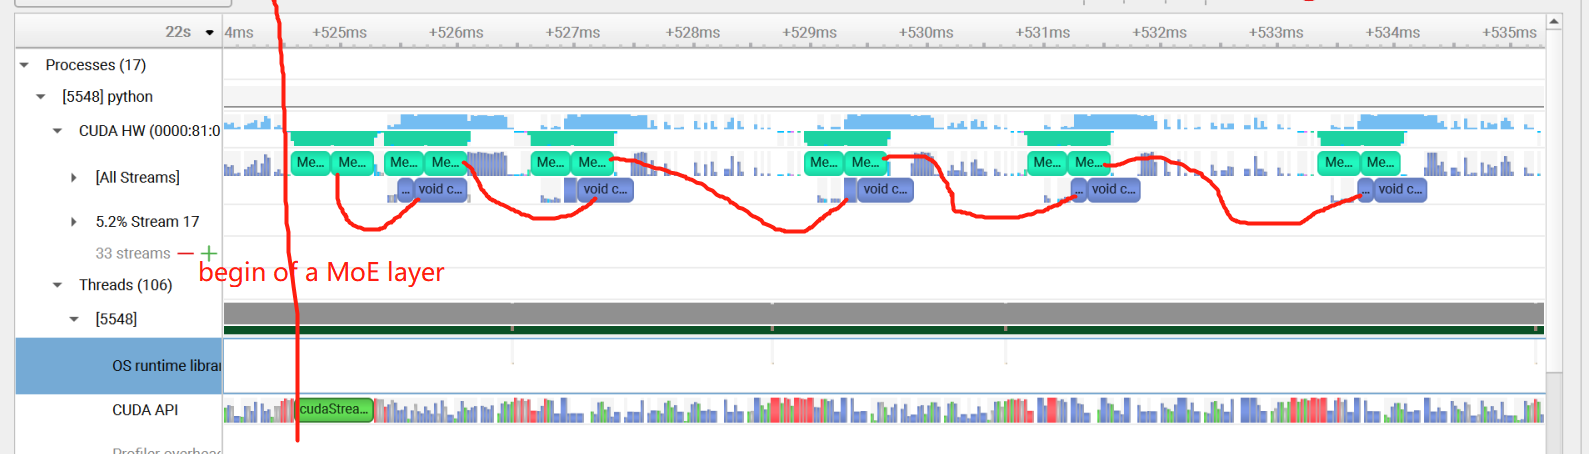 22s 4ms +525ms +526ms +527ms +528ms +529ms +530ms +531ms +532ms +533ms +534ms +535ms
Processes (17)
[5548] python
CUDA HW (0000:81:0
[All Streams] Me... Me... Me... Me... Me... Me... Me... Me... Me... Me... Me... Me...
... void c... void c... void c... ... void c... ... void c...
5.2% Stream 17
33 streams
begin of a MoE layer
Threads (106)
[5548]
OS runtime librar
CUDA API cudaStrea...
Profiler overhead